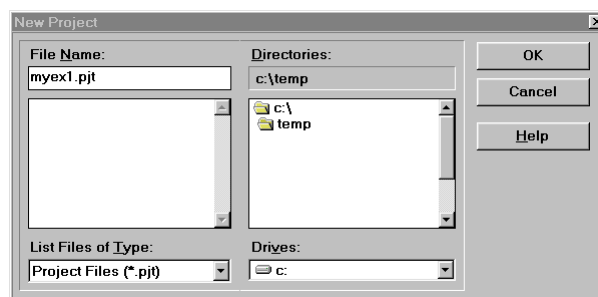 New Project
File Name:
myex1.pjt
List Files of Type:
Project Files (*.pjt)
Directories:
c:\temp
c:\
temp
Drives:
c:
OK
Cancel
Help